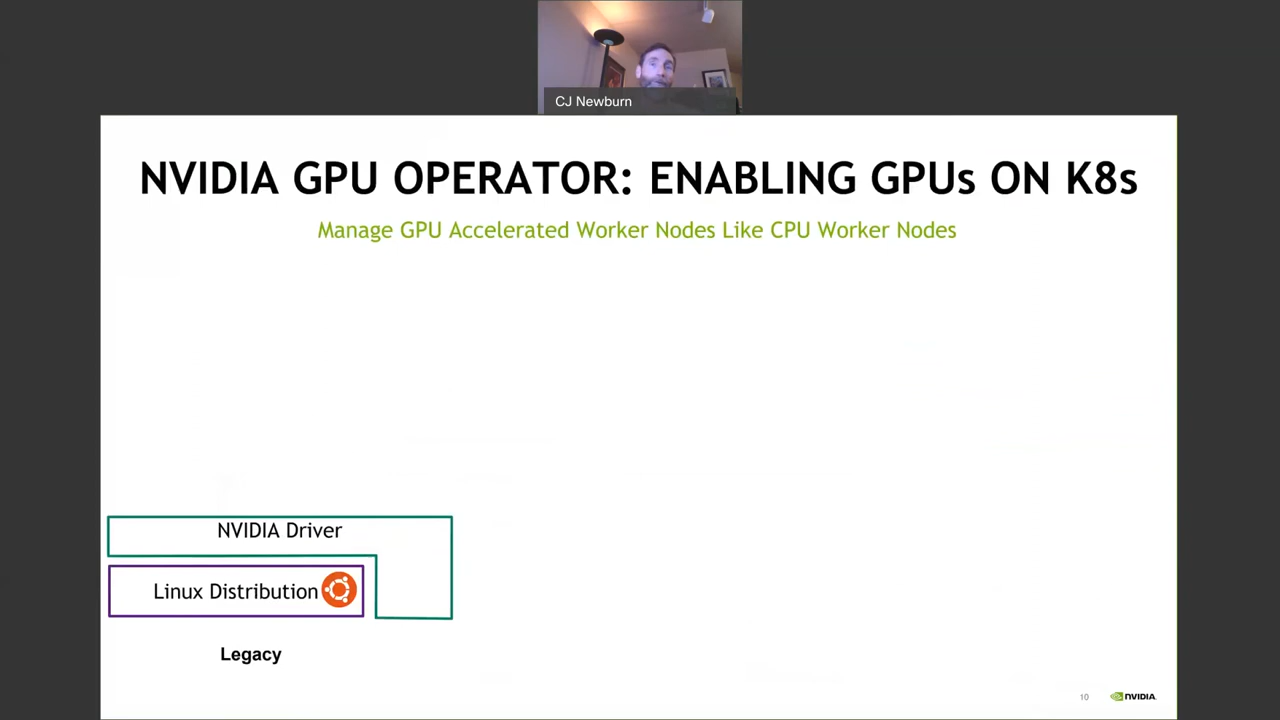 CJ Newburn
NVIDIA GPU OPERATOR: ENABLING GPUs ON K8s
Manage GPU Accelerated Worker Nodes Like CPU Worker Nodes
NVIDIA Driver
Linux Distribution
Legacy
10
NVIDIA.